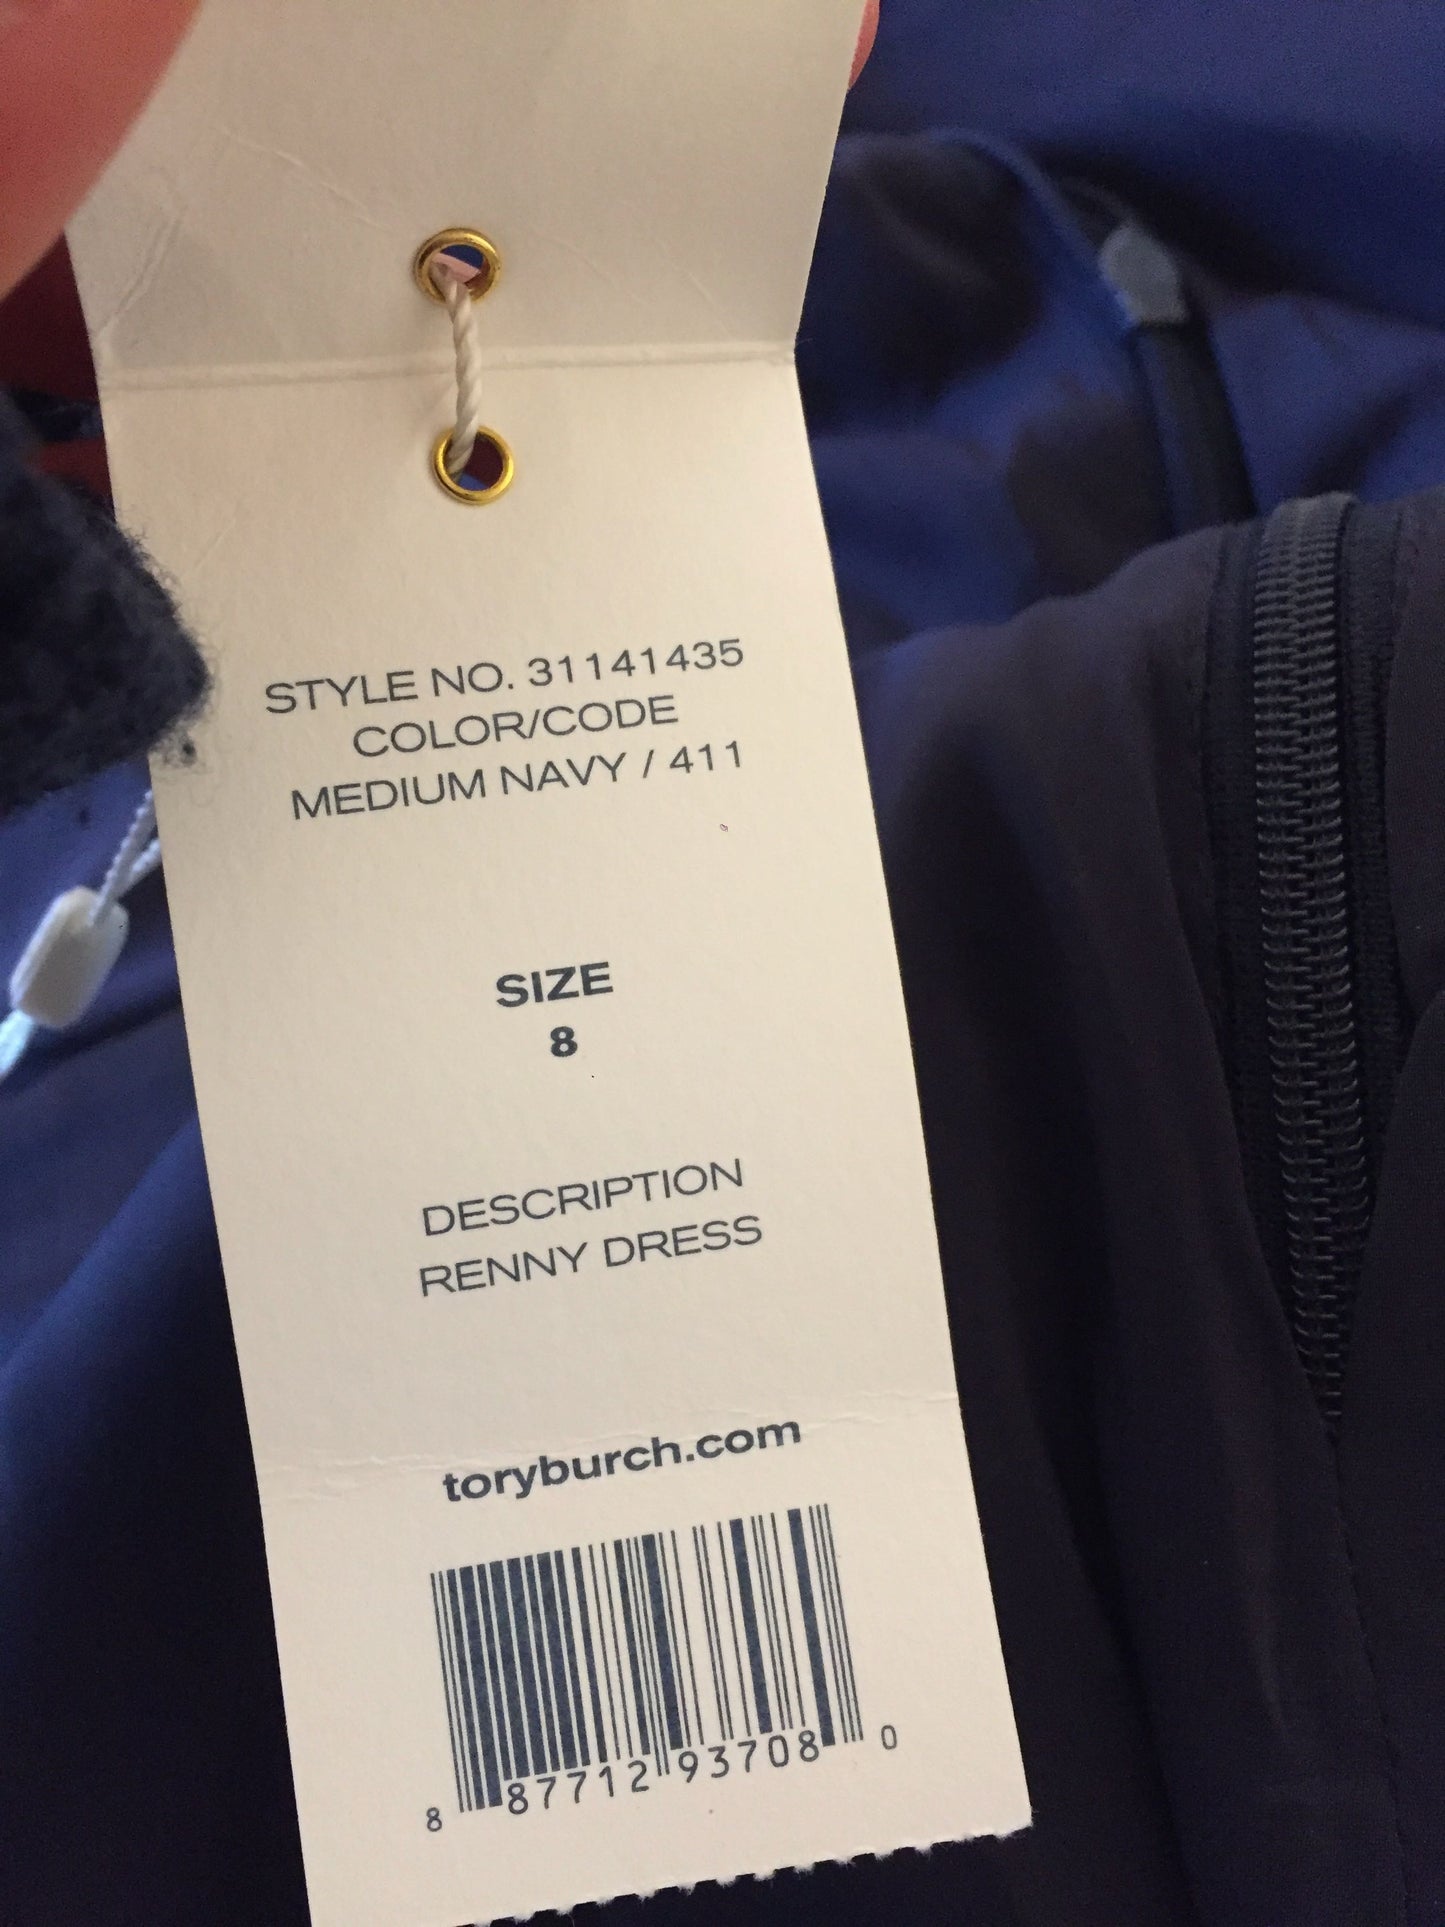 STYLE NO. 31141435
COLOR/CODE
MEDIUM NAVY / 411
SIZE
8
DESCRIPTION
RENNY DRESS
toryburch.com
8 87712 93708 0